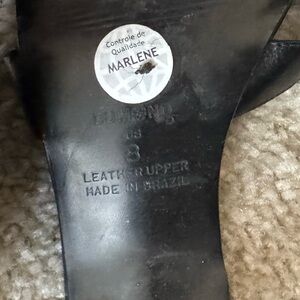 Controle de
Qualidade
MARLENE
8
LEATHER UPPER
MADE IN BRAZIL